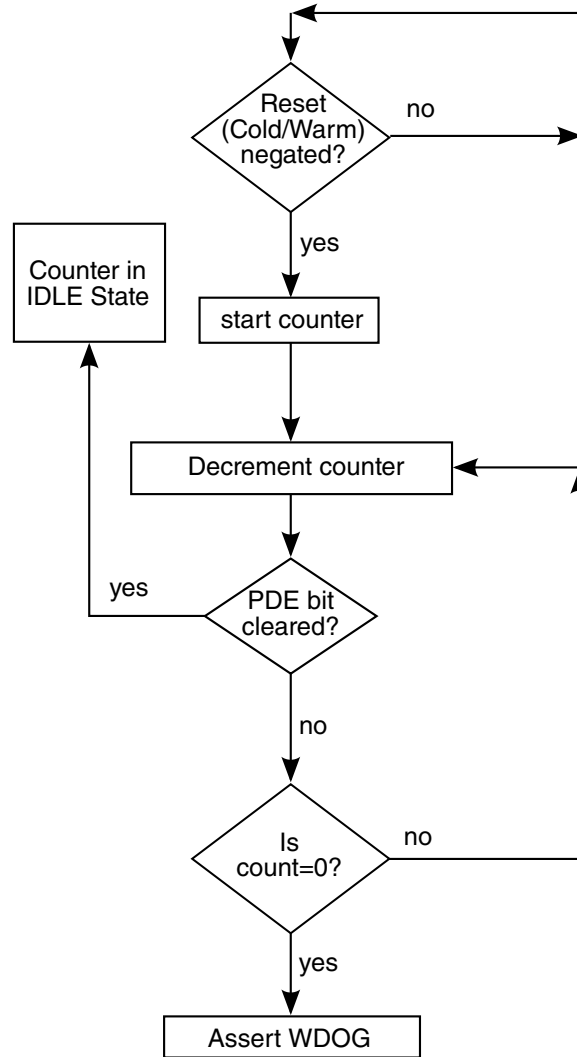 Reset
(Cold/Warm)
negated?
no
yes
Counter in
IDLE State
start counter
Decrement counter
yes
PDE bit
cleared?
no
Is
count=0?
no
yes
Assert WDOG